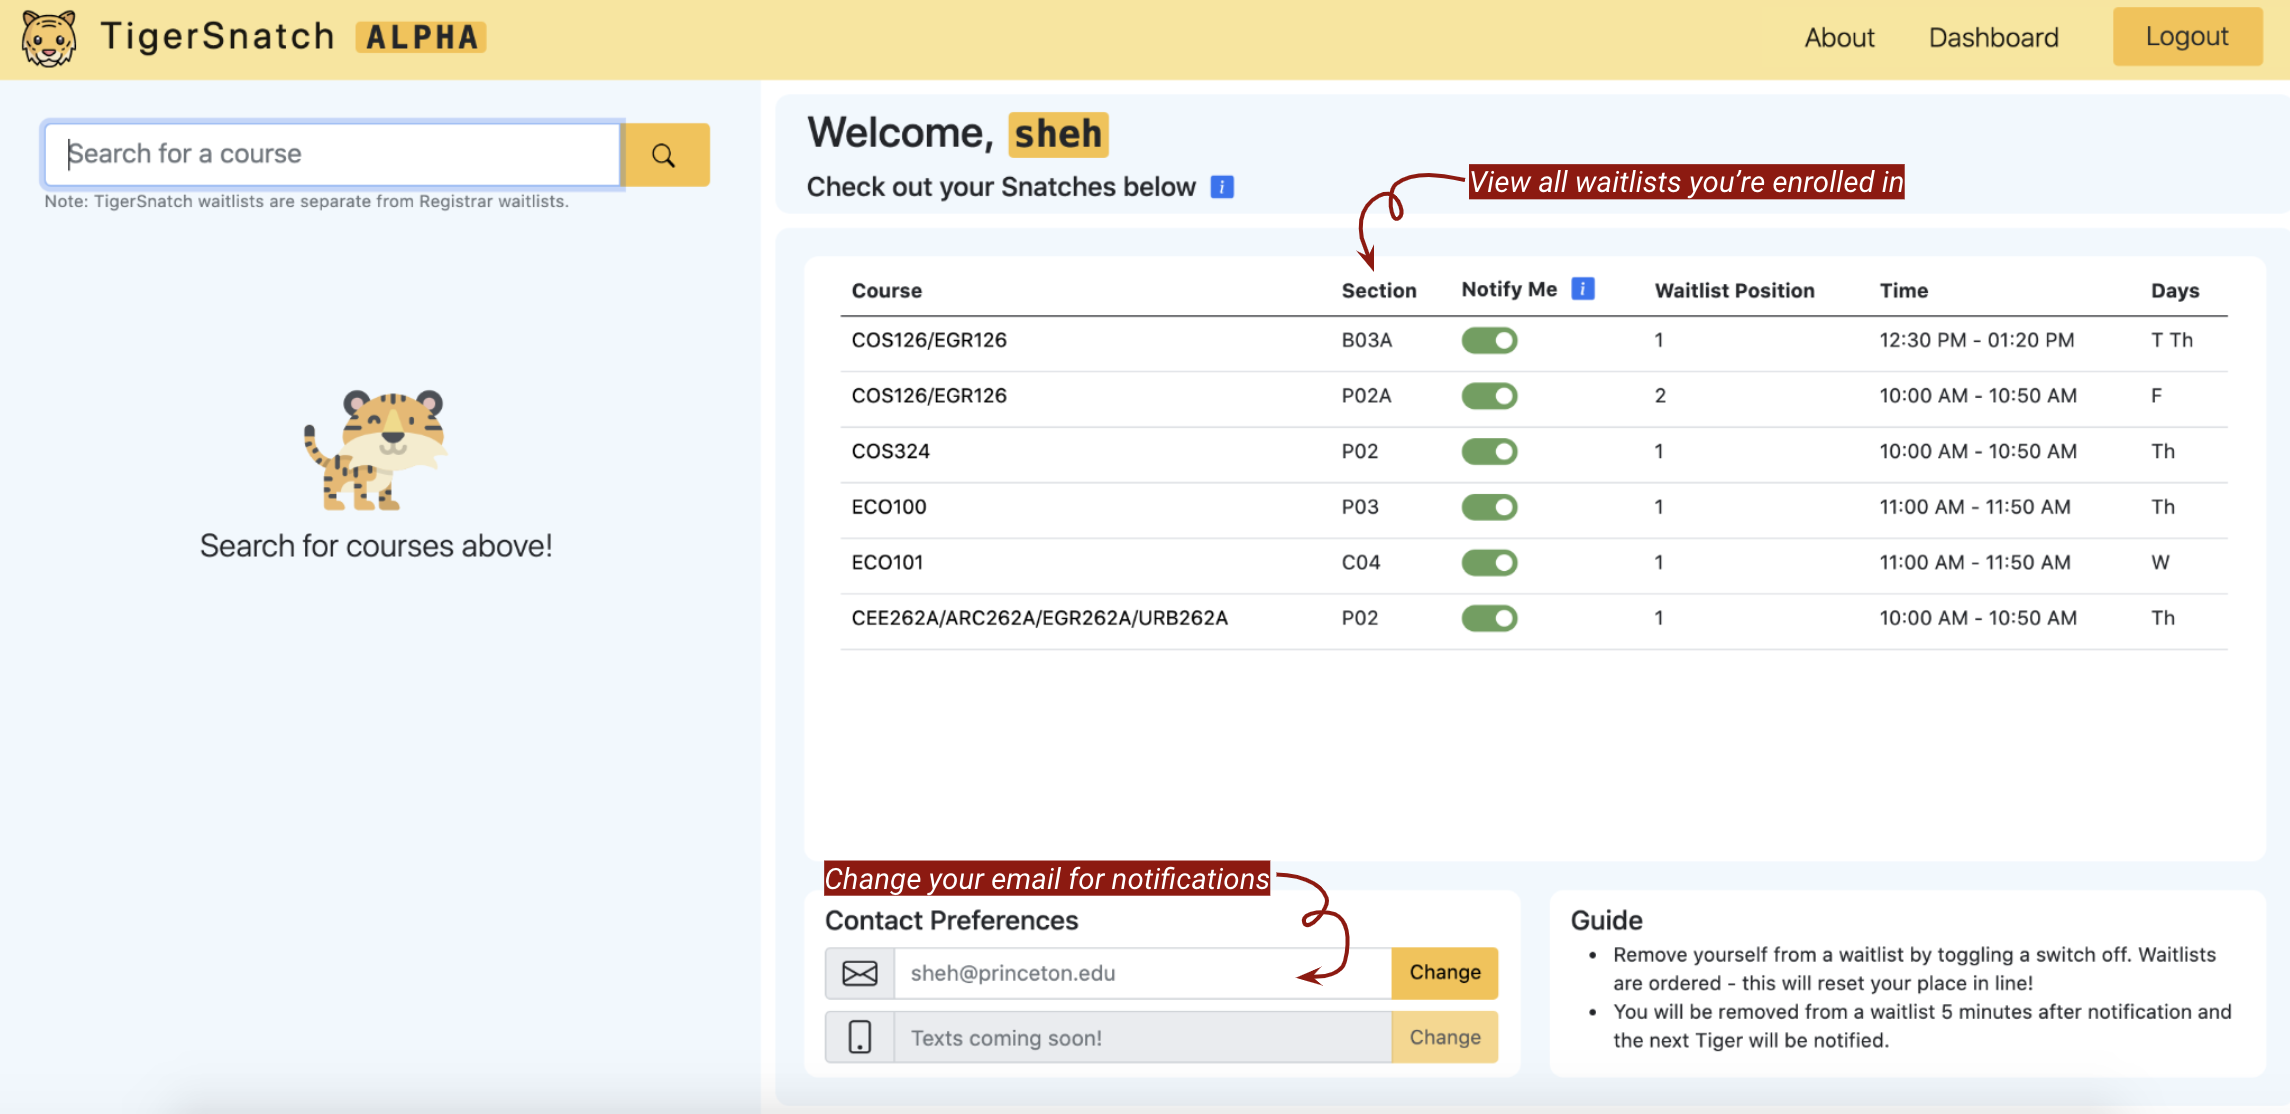 TigerSnatch ALPHA
About Dashboard Logout
Search for a course
Note: TigerSnatch waitlists are separate from Registrar waitlists.
Search for courses above!
Welcome, sheh
Check out your Snatches below i
View all waitlists you're enrolled in
Course Section Notify Me i Waitlist Position Time Days
COS126/EGR126 B03A 1 12:30 PM - 01:20 PM T Th
COS126/EGR126 P02A 2 10:00 AM - 10:50 AM F
COS324 P02 1 10:00 AM - 10:50 AM Th
ECO100 P03 1 11:00 AM - 11:50 AM Th
ECO101 C04 1 11:00 AM - 11:50 AM W
CEE262A/ARC262A/EGR262A/URB262A P02 1 10:00 AM - 10:50 AM Th
Change your email for notifications
Contact Preferences
sheh@princeton.edu Change
Texts coming soon! Change
Guide
• Remove yourself from a waitlist by toggling a switch off. Waitlists
are ordered - this will reset your place in line!
• You will be removed from a waitlist 5 minutes after notification and
the next Tiger will be notified.